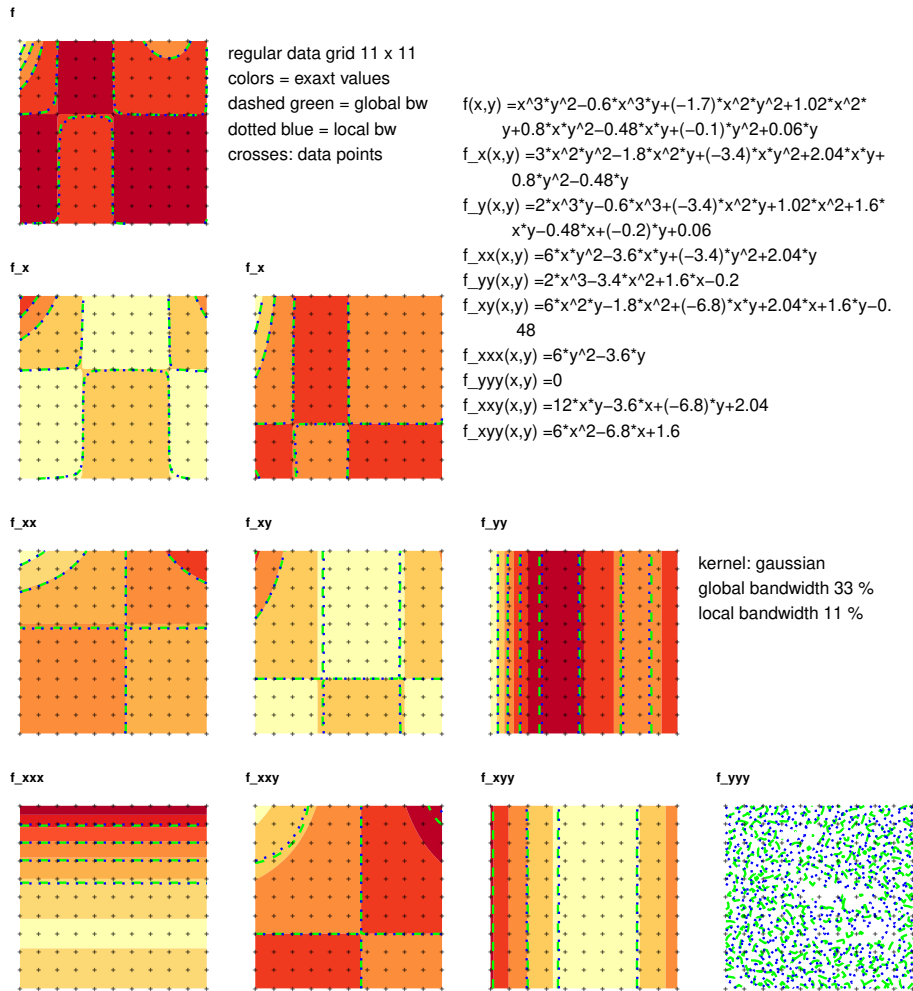 f
regular data grid 11 x 11
colors = exaxt values
dashed green = global bw
dotted blue = local bw
crosses: data points
f(x,y) =x^3*y^2−0.6*x^3*y+(−1.7)*x^2*y^2+1.02*x^2*
y+0.8*x*y^2−0.48*x*y+(−0.1)*y^2+0.06*y
f_x(x,y) =3*x^2*y^2−1.8*x^2*y+(−3.4)*x*y^2+2.04*x*y+
0.8*y^2−0.48*y
f_y(x,y) =2*x^3*y−0.6*x^3+(−3.4)*x^2*y+1.02*x^2+1.6*
x*y−0.48*x+(−0.2)*y+0.06
f_xx(x,y) =6*x*y^2−3.6*x*y+(−3.4)*y^2+2.04*y
f_yy(x,y) =2*x^3−3.4*x^2+1.6*x−0.2
f_xy(x,y) =6*x^2*y−1.8*x^2+(−6.8)*x*y+2.04*x+1.6*y−0.
48
f_xxx(x,y) =6*y^2−3.6*y
f_yyy(x,y) =0
f_xxy(x,y) =12*x*y−3.6*x+(−6.8)*y+2.04
f_xyy(x,y) =6*x^2−6.8*x+1.6
f_x
f_x
f_xx
f_xy
f_yy
kernel: gaussian
global bandwidth 33 %
local bandwidth 11 %
f_xxx
f_xxy
f_xyy
f_yyy